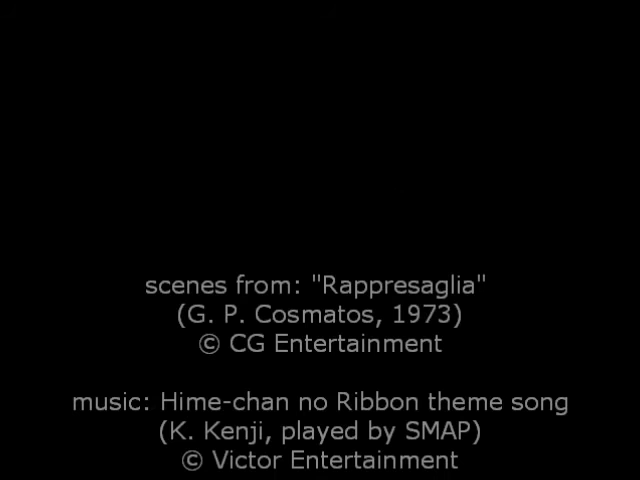 scenes from: "Rappresaglia"
(G. P. Cosmatos, 1973)
© CG Entertainment
music: Hime-chan no Ribbon theme song
(K. Kenji, played by SMAP)
© Victor Entertainment